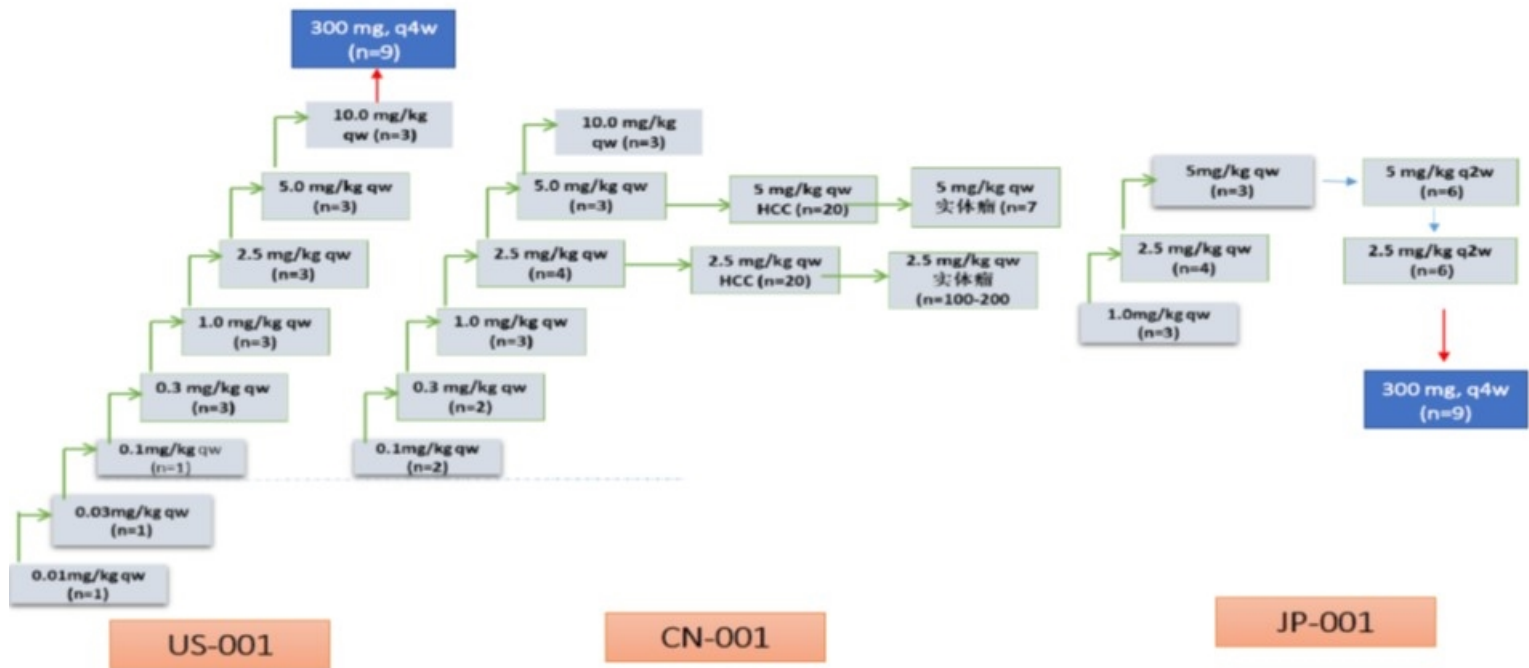 300 mg, q4w
(n=9)
10.0 mg/kg
qw (n=3)
5.0 mg/kg qw
(n=3)
2.5 mg/kg qw
(n=3)
1.0 mg/kg qw
(n=3)
0.3 mg/kg qw
(n=3)
0.1mg/kg qw
(n=1)
0.03mg/kg qw
(n=1)
0.01mg/kg qw
(n=1)
US-001
10.0 mg/kg
qw (n=3)
5.0 mg/kg qw
(n=3)
5 mg/kg qw
HCC (n=20)
5 mg/kg qw
实体瘤 (n=7
2.5 mg/kg qw
(n=4)
2.5 mg/kg qw
HCC (n=20)
2.5 mg/kg qw
实体瘤
(n=100-200
1.0 mg/kg qw
(n=3)
0.3 mg/kg qw
(n=2)
0.1mg/kg qw
(n=2)
CN-001
5mg/kg qw
(n=3)
5 mg/kg q2w
(n=6)
2.5 mg/kg qw
(n=4)
2.5 mg/kg q2w
(n=6)
1.0mg/kg qw
(n=3)
300 mg, q4w
(n=9)
JP-001